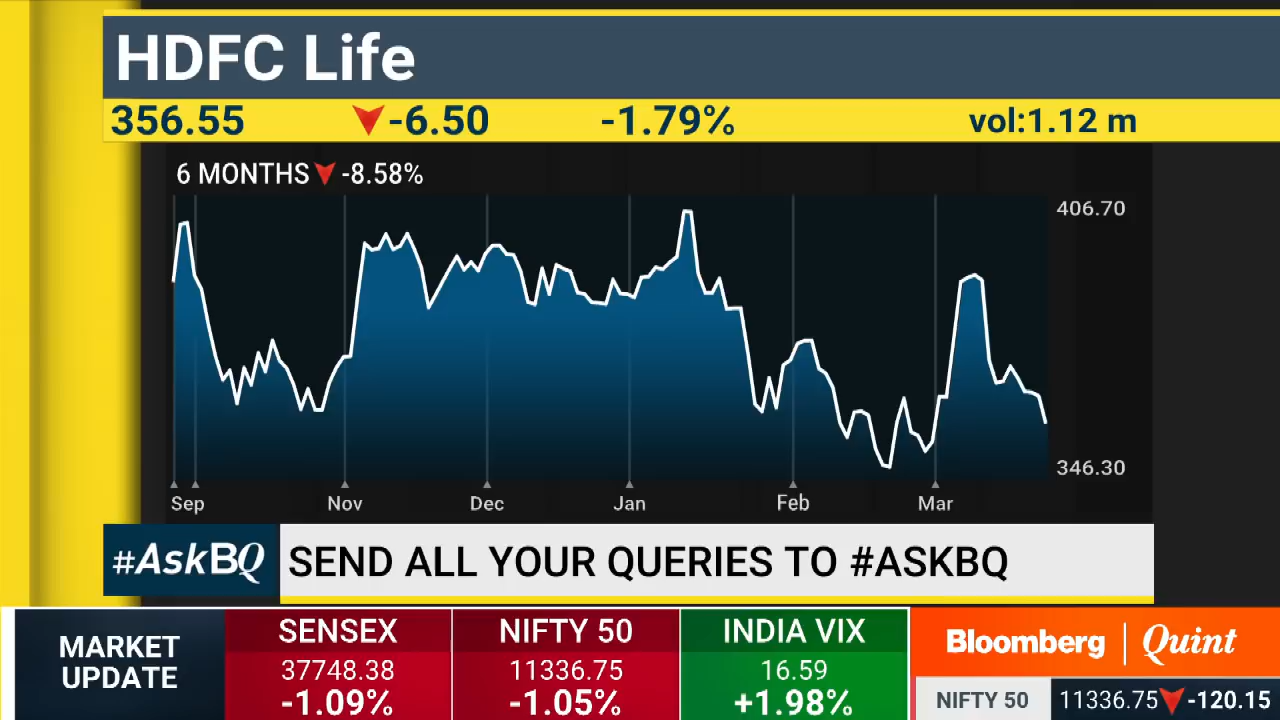 HDFC Life
356.55 -6.50 -1.79% vol:1.12 m
6 MONTHS -8.58%
406.70
346.30
Sep Nov Dec Jan Feb Mar
#AskBQ SEND ALL YOUR QUERIES TO #ASKBQ
MARKET
UPDATE
SENSEX
37748.38
-1.09%
NIFTY 50
11336.75
-1.05%
INDIA VIX
16.59
+1.98%
Bloomberg | Quint
NIFTY 50 11336.75 -120.15